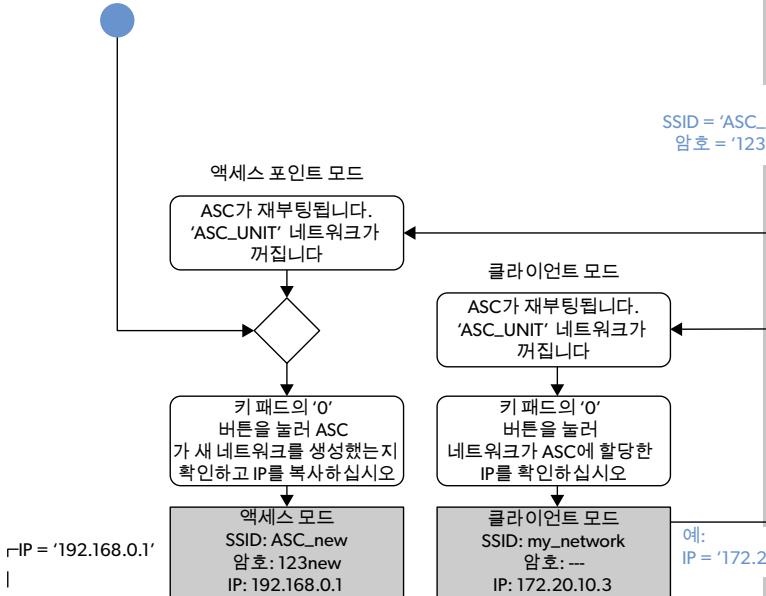 SSID = ‘ASC_
암호 = ‘123
액세스 포인트 모드
ASC가 재부팅됩니다.
‘ASC_UNIT’ 네트워크가
꺼집니다
클라이언트 모드
ASC가 재부팅됩니다.
‘ASC_UNIT’ 네트워크가
꺼집니다
키 패드의 ‘0’
버튼을 눌러 ASC
가 새 네트워크를 생성했는지
확인하고 IP를 복사하십시오
키 패드의 ‘0’
버튼을 눌러
네트워크가 ASC에 할당한
IP를 확인하십시오
IP = ‘192.168.0.1’
액세스 모드
SSID: ASC_new
암호: 123new
IP: 192.168.0.1
클라이언트 모드
SSID: my_network
암호: ---
IP: 172.20.10.3
예:
IP = ‘172.2